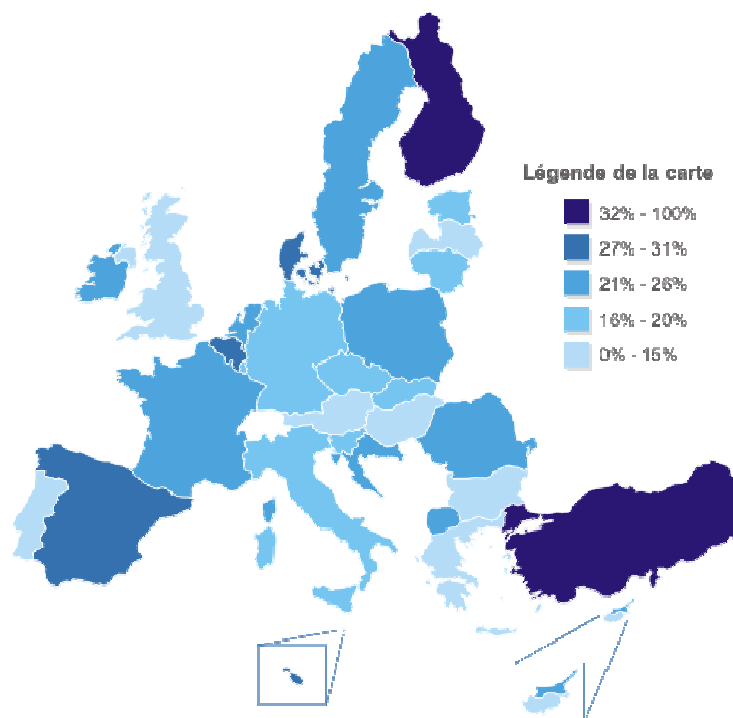 Légende de la carte
32% - 100%
27% - 31%
21% - 26%
16% - 20%
0% - 15%